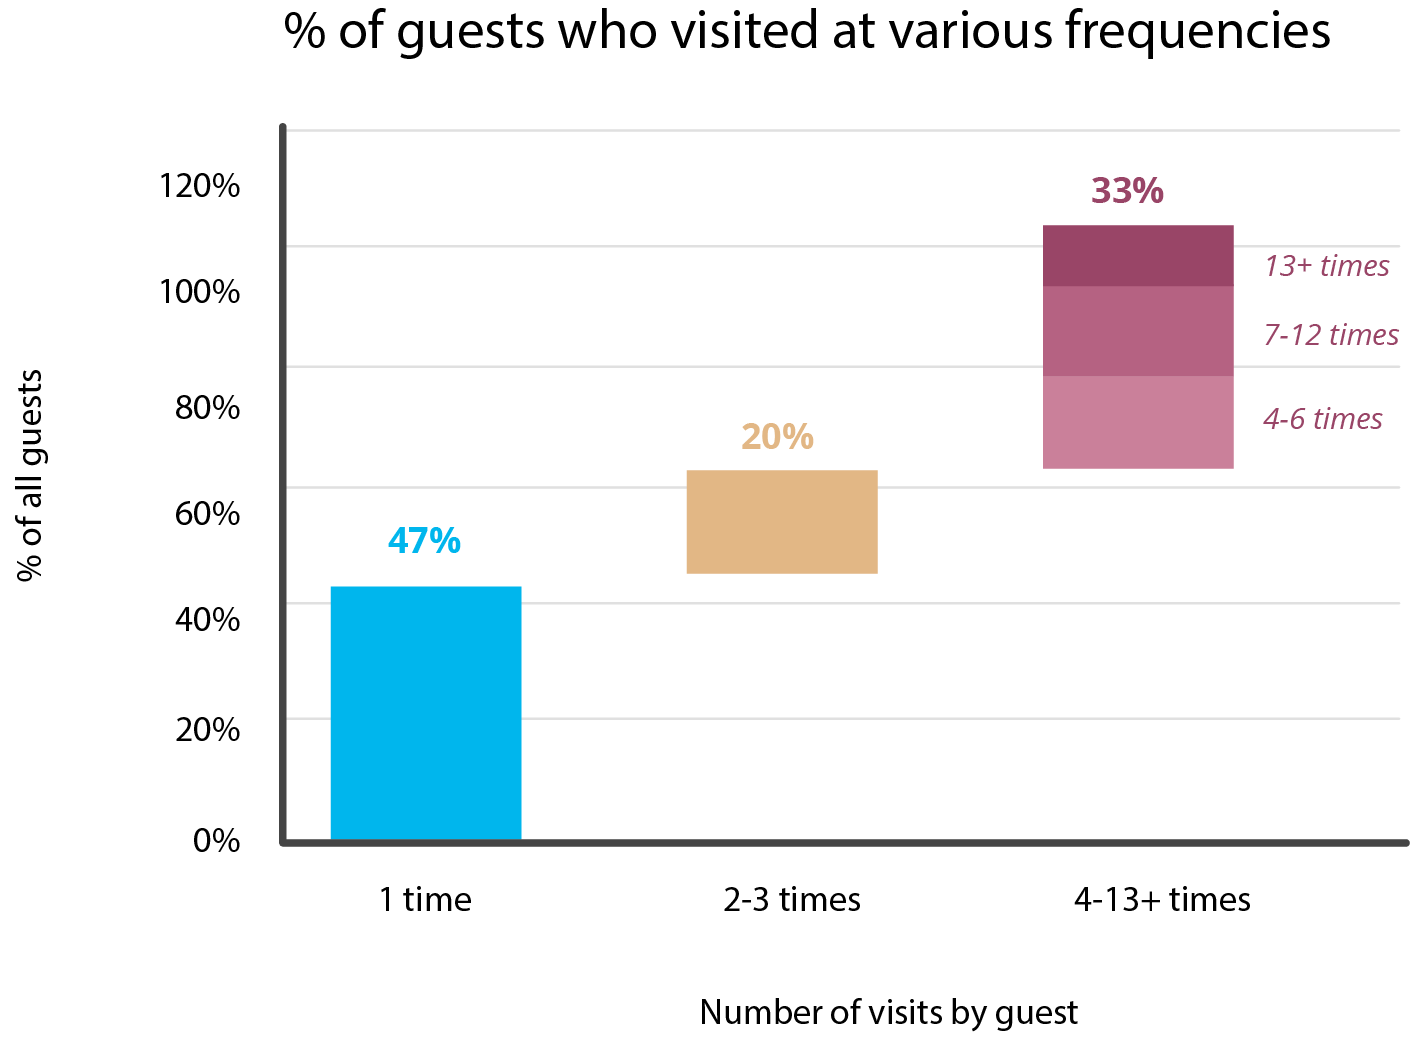 % of guests who visited at various frequencies
120%
100%
80%
60%
40%
20%
0%
% of all guests
47%
20%
33%
13+ times
7-12 times
4-6 times
1 time
2-3 times
4-13+ times
Number of visits by guest